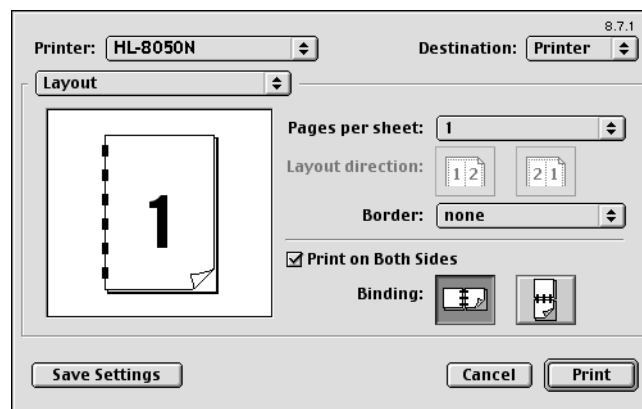 8.7.1
Printer: HL-8050N Destination: Printer
Layout
Pages per sheet: 1
Layout direction: 1 2 2 1
Border: none
1
Print on Both Sides
Binding:
Save Settings Cancel Print